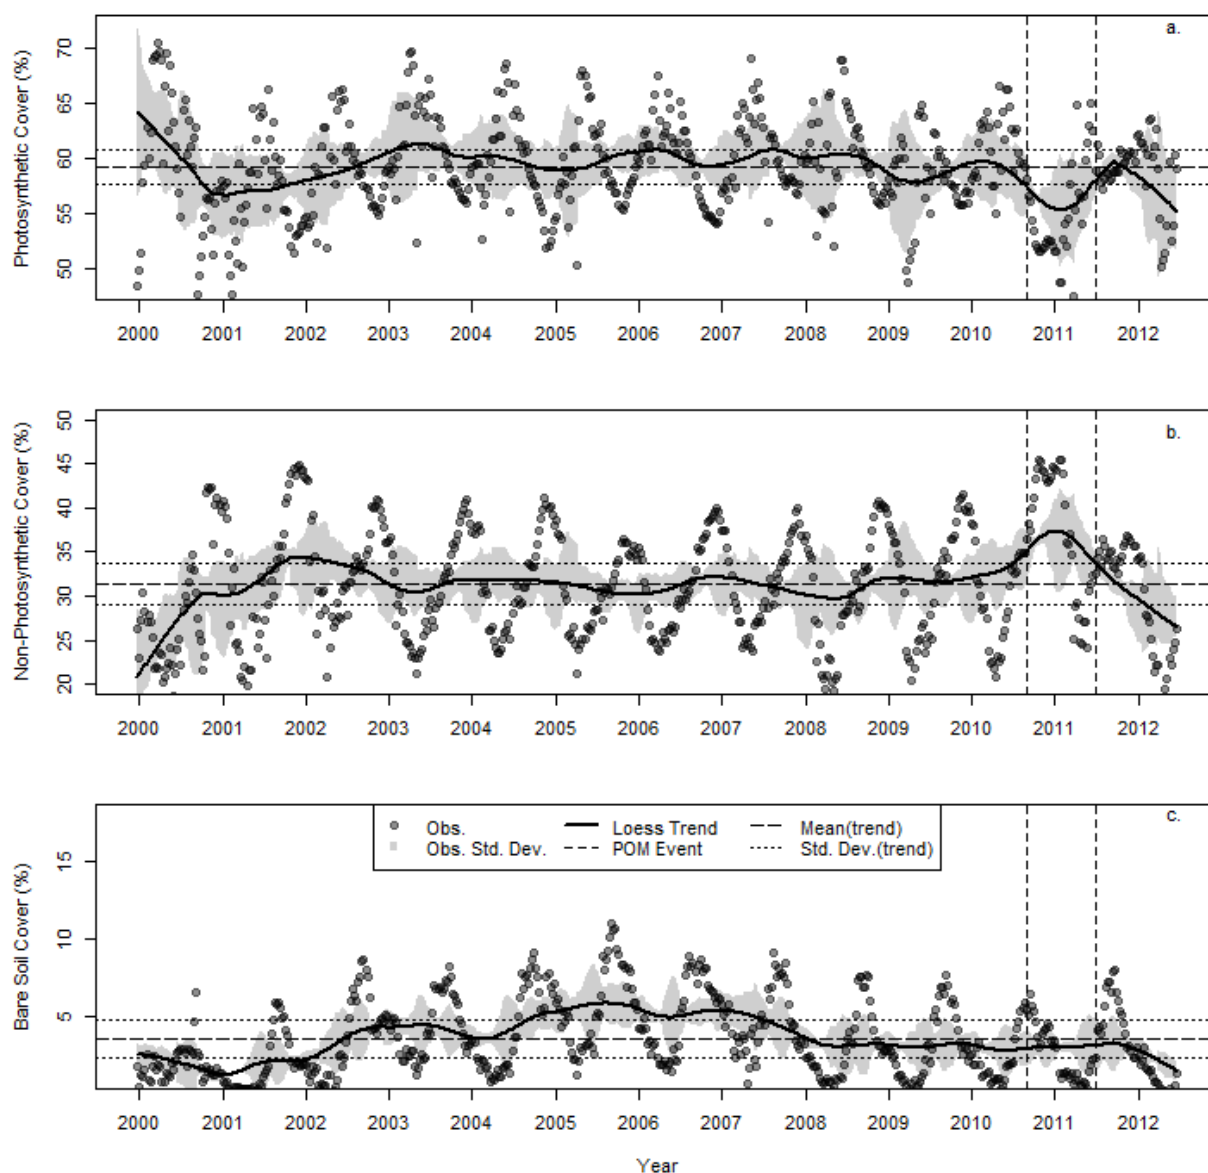 a.
Photosynthetic Cover (%)
70
65
60
55
50
2000 2001 2002 2003 2004 2005 2006 2007 2008 2009 2010 2011 2012
b.
Non-Photosynthetic Cover (%)
50
45
40
35
30
25
20
2000 2001 2002 2003 2004 2005 2006 2007 2008 2009 2010 2011 2012
c.
Obs. Loess Trend Mean(trend)
Obs. Std. Dev. POM Event Std. Dev.(trend)
Bare Soil Cover (%)
15
10
5
2000 2001 2002 2003 2004 2005 2006 2007 2008 2009 2010 2011 2012
Year